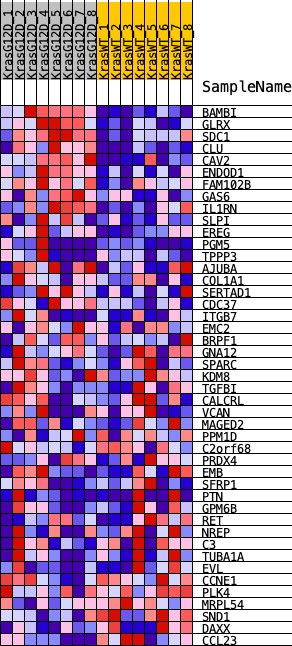 KrasG12D_1
KrasG12D_2
KrasG12D_3
KrasG12D_4
KrasG12D_5
KrasG12D_6
KrasG12D_7
KrasG12D_8
KrasWT_1
KrasWT_2
KrasWT_3
KrasWT_4
KrasWT_5
KrasWT_6
KrasWT_7
KrasWT_8
SampleName
BAMBI
GLRX
SDC1
CLU
CAV2
ENDOD1
FAM102B
GAS6
IL1RN
SLPI
EREG
PGM5
TPPP3
AJUBA
COL1A1
SERTAD1
CDC37
ITGB7
EMC2
BRPF1
GNA12
SPARC
KDM8
TGFBI
CALCRL
VCAN
MAGED2
PPM1D
C2orf68
PRDX4
EMB
SFRP1
PTN
GPM6B
RET
NREP
C3
TUBA1A
EVL
CCNE1
PLK4
MRPL54
SND1
DAXX
CCL23